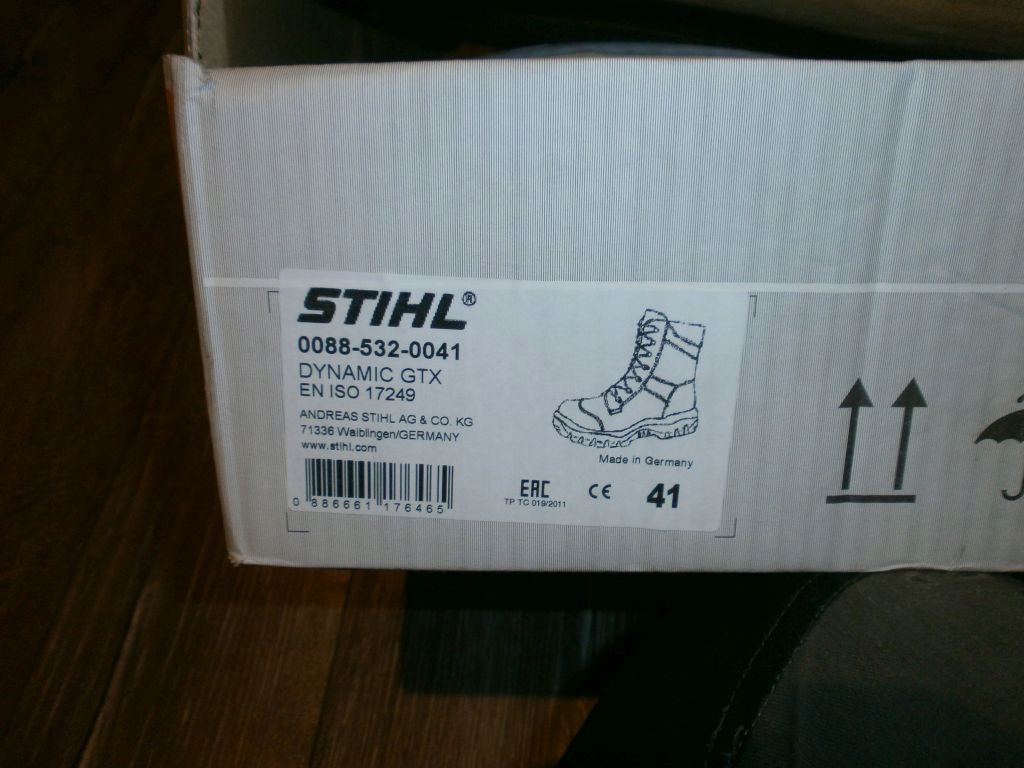 STIHL®
0088-532-0041
DYNAMIC GTX
EN ISO 17249
ANDREAS STIHL AG & CO. KG
71336 Waiblingen/GERMANY
www.stihl.com
0 886661 176465
Made in Germany
EAC
TP TC 019/2011
CE
41